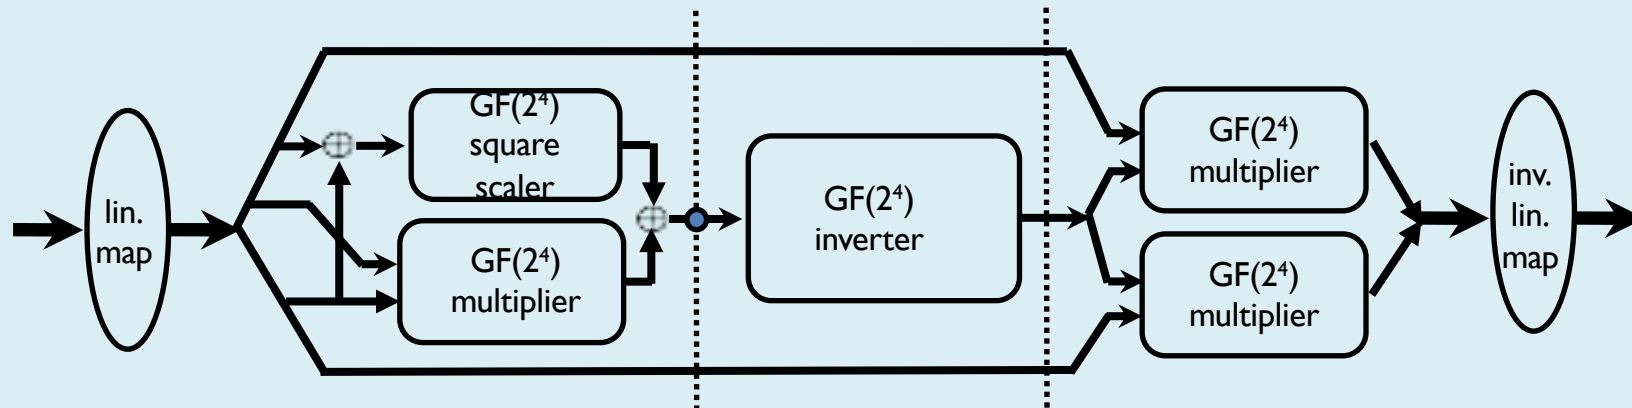 lin.
map
GF(2⁴)
square
scaler
GF(2⁴)
multiplier
GF(2⁴)
inverter
GF(2⁴)
multiplier
GF(2⁴)
multiplier
inv.
lin.
map